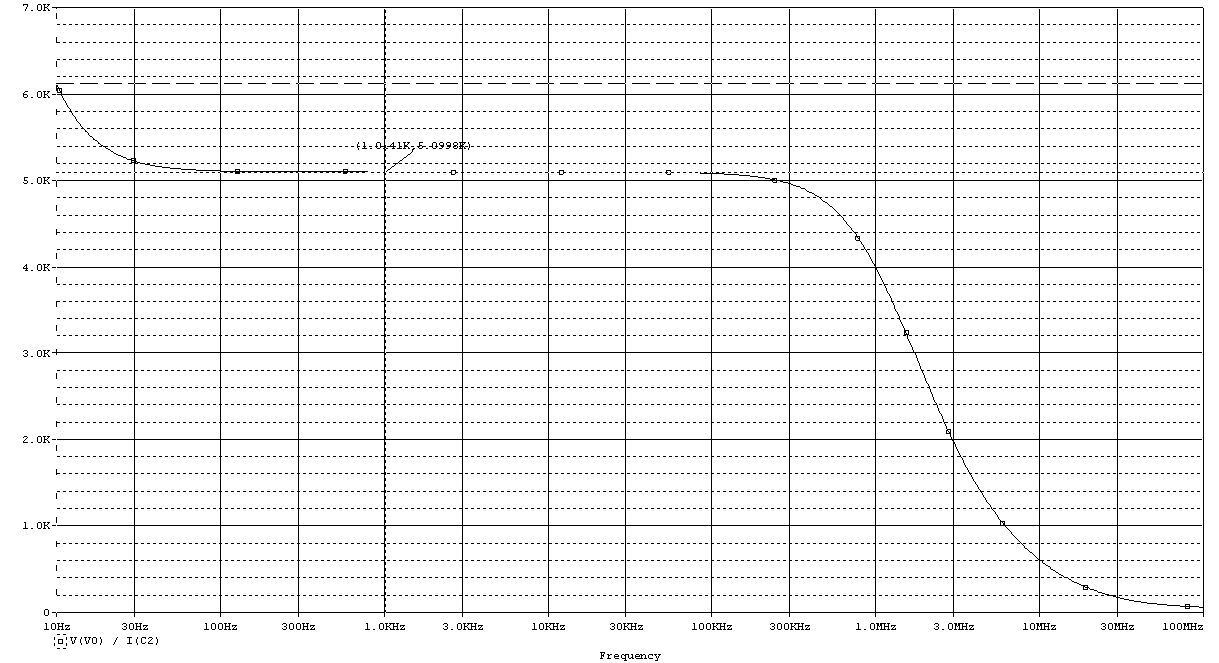 7.0K
6.0K
(1.0041K,5.0998K)
5.0K
4.0K
3.0K
2.0K
1.0K
0
10Hz 30Hz 100Hz 300Hz 1.0KHz 3.0KHz 10KHz 30KHz 100KHz 300KHz 1.0MHz 3.0MHz 10MHz 30MHz 100MHz
V(VO) / I(C2)
Frequency